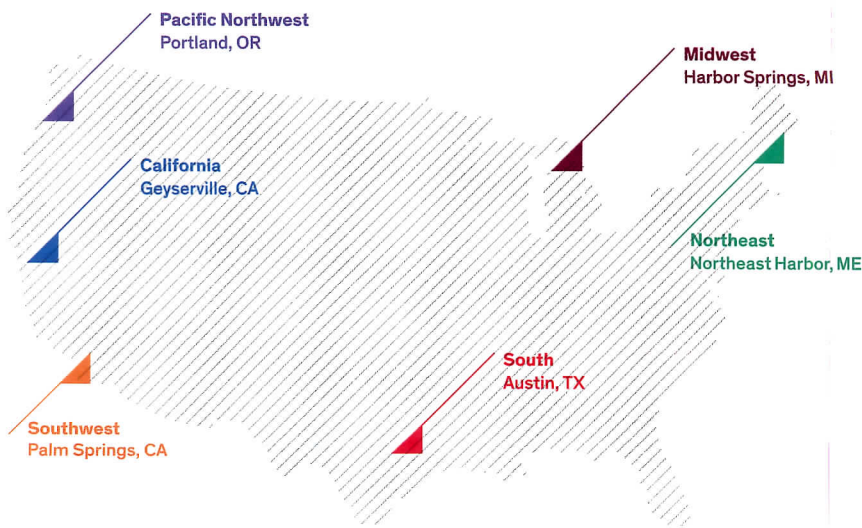 Pacific Northwest
Portland, OR
Midwest
Harbor Springs, MI
California
Geyserville, CA
Northeast
Northeast Harbor, ME
South
Austin, TX
Southwest
Palm Springs, CA